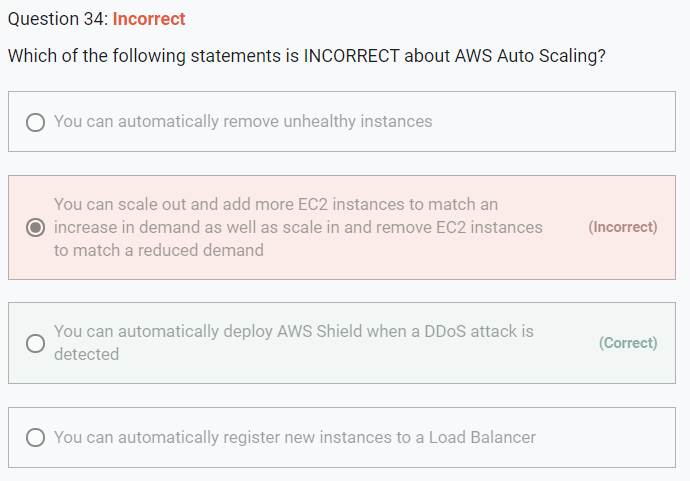 Question 34: Incorrect
Which of the following statements is INCORRECT about AWS Auto Scaling?
You can automatically remove unhealthy instances
You can scale out and add more EC2 instances to match an
increase in demand as well as scale in and remove EC2 instances
to match a reduced demand
(Incorrect)
You can automatically deploy AWS Shield when a DDoS attack is
detected
(Correct)
You can automatically register new instances to a Load Balancer